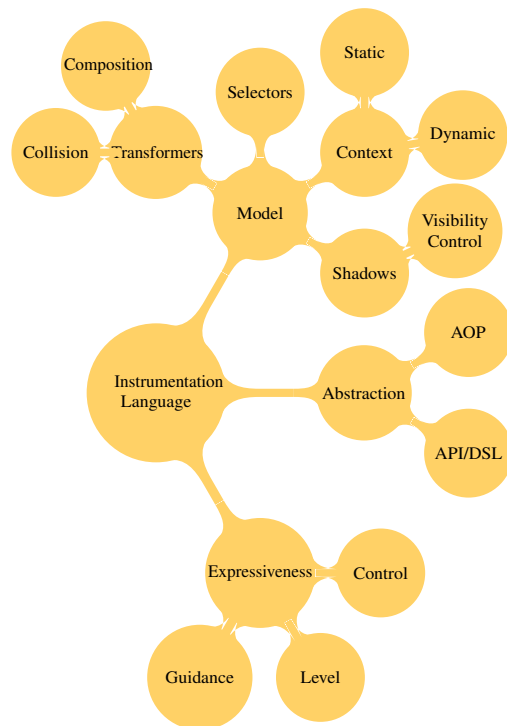 Static
Composition
Selectors
Dynamic
Collision
Transformers
Context
Model
Visibility
Control
Shadows
AOP
Instrumentation
Language
Abstraction
API/DSL
Expressiveness
Control
Guidance
Level